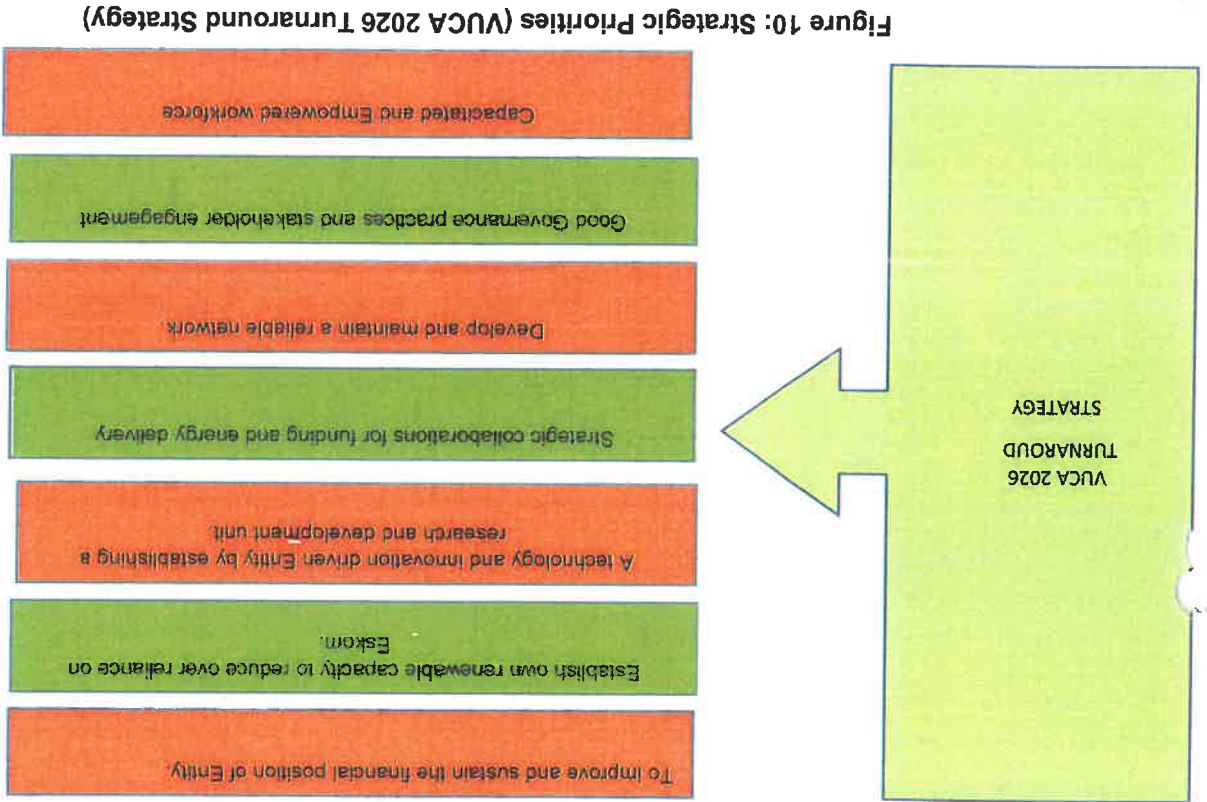 VUCA 2026
TURNAROUD
STRATEGY
To improve and sustain the financial position of Entity.
Establish own renewable capacity to reduce over reliance on
Eskom.
A technology and innovation driven Entity by establishing a
research and development unit.
Strategic collaborations for funding and energy delivery
Develop and maintain a reliable network.
Good Governance practices and stakeholder engagement
Capacitated and Empowered workforce
Figure 10: Strategic Priorities (VUCA 2026 Turnaround Strategy)